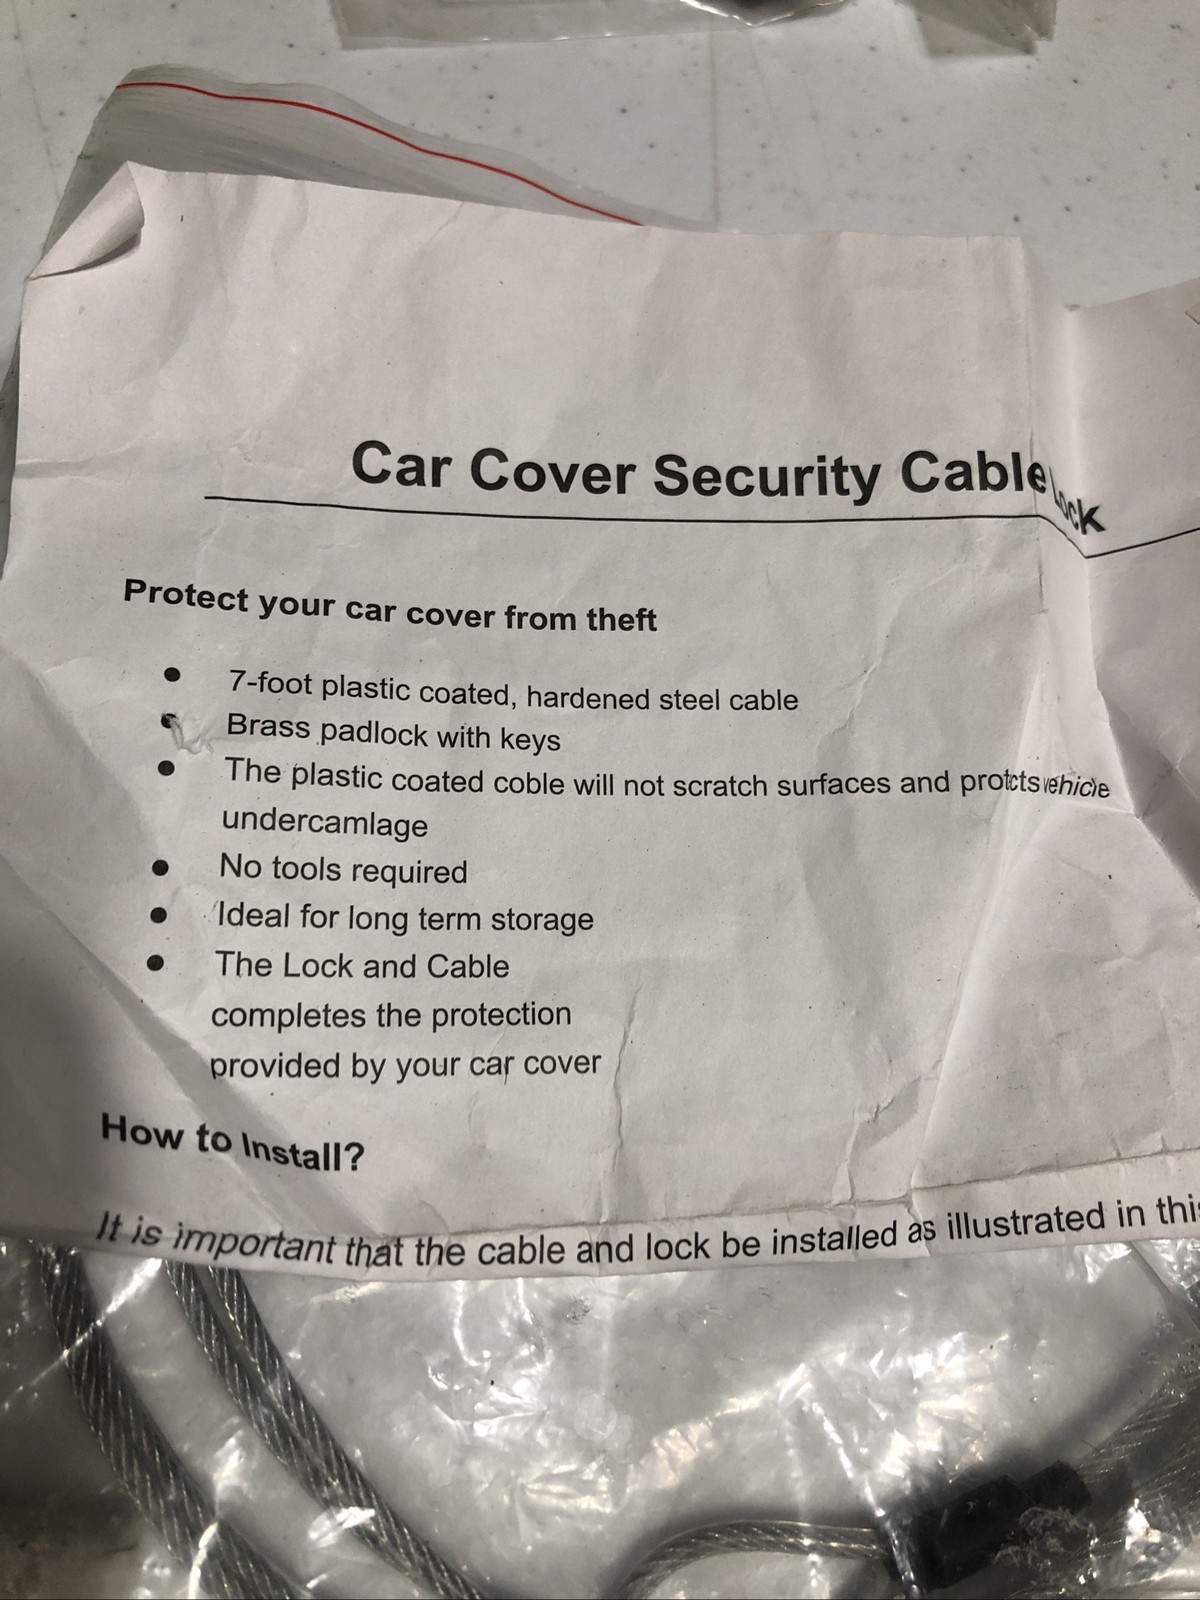 Car Cover Security Cable Lock
Protect your car cover from theft
● 7-foot plastic coated, hardened steel cable
● Brass padlock with keys
● The plastic coated coble will not scratch surfaces and protcts vehicle
undercamlage
● No tools required
● Ideal for long term storage
● The Lock and Cable
completes the protection
provided by your car cover
How to Install?
It is important that the cable and lock be installed as illustrated in this